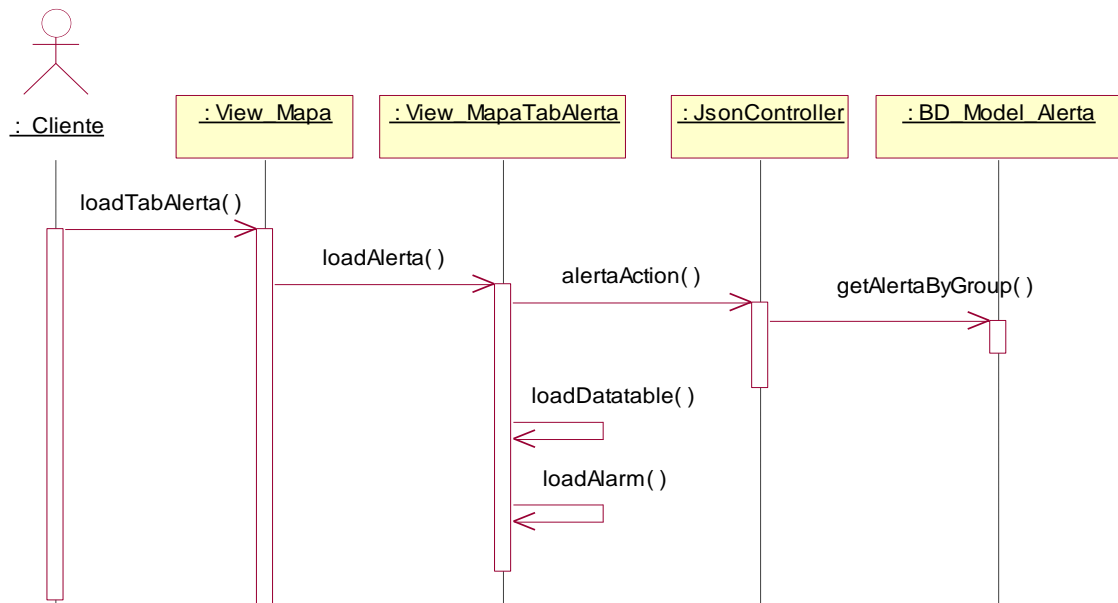 : Cliente
: View_Mapa
: View_MapaTabAlerta
: JsonController
: BD_Model_Alerta
loadTabAlerta( )
loadAlerta( )
alertaAction( )
getAlertaByGroup( )
loadDatatable( )
loadAlarm( )